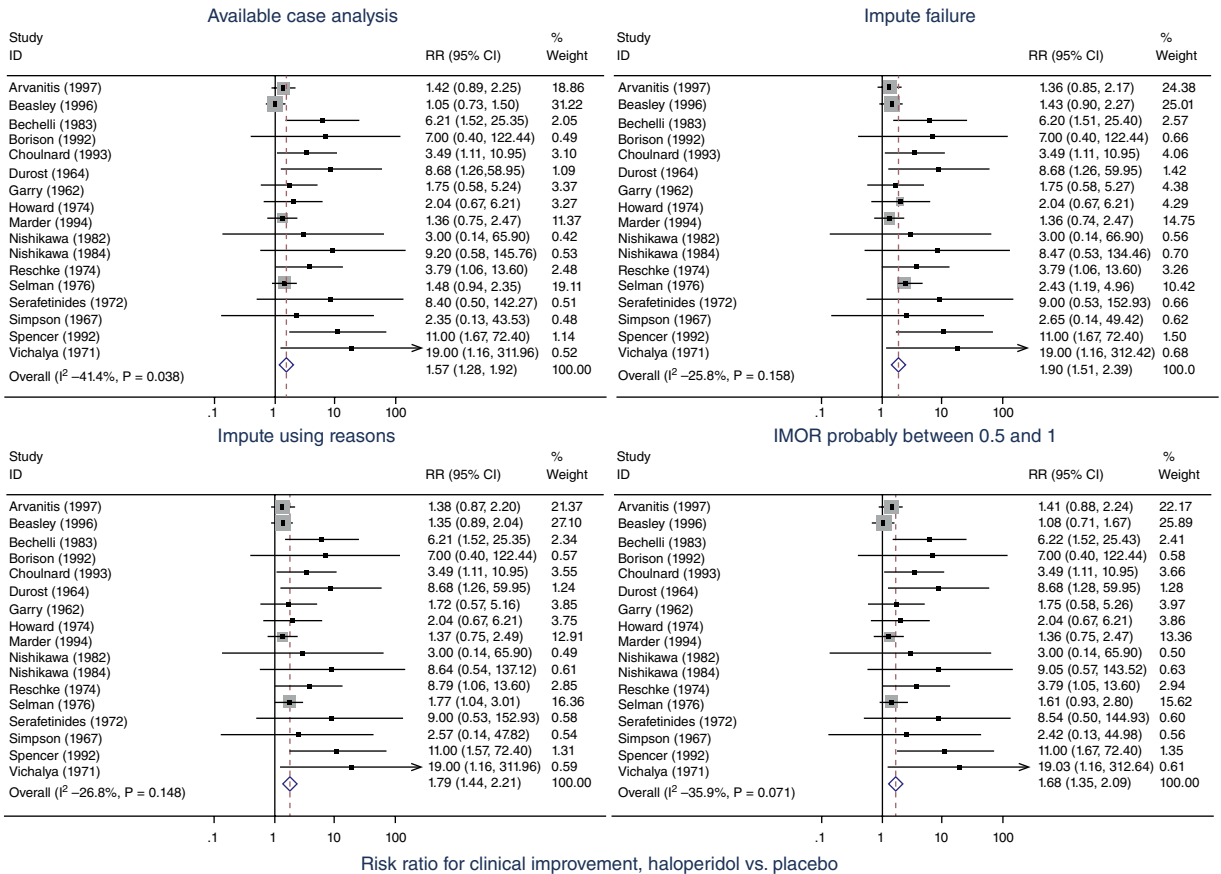 Available case analysis
Study %
ID RR (95% CI) Weight
Arvanitis (1997) 1.42 (0.89, 2.25) 18.86
Beasley (1996) 1.05 (0.73, 1.50) 31.22
Bechelli (1983) 6.21 (1.52, 25.35) 2.05
Borison (1992) 7.00 (0.40, 122.44) 0.49
Choulnard (1993) 3.49 (1.11, 10.95) 3.10
Durost (1964) 8.68 (1.26,58.95) 1.09
Garry (1962) 1.75 (0.58, 5.24) 3.37
Howard (1974) 2.04 (0.67, 6.21) 3.27
Marder (1994) 1.36 (0.75, 2.47) 11.37
Nishikawa (1982) 3.00 (0.14, 65.90) 0.42
Nishikawa (1984) 9.20 (0.58, 145.76) 0.53
Reschke (1974) 3.79 (1.06, 13.60) 2.48
Selman (1976) 1.48 (0.94, 2.35) 19.11
Serafetinides (1972) 8.40 (0.50, 142.27) 0.51
Simpson (1967) 2.35 (0.13, 43.53) 0.48
Spencer (1992) 11.00 (1.67, 72.40) 1.14
Vichalya (1971) 19.00 (1.16, 311.96) 0.52
Overall (I2 –41.4%, P = 0.038) 1.57 (1.28, 1.92) 100.00
.1 1 10 100
Impute failure
Study %
ID RR (95% CI) Weight
Arvanitis (1997) 1.36 (0.85, 2.17) 24.38
Beasley (1996) 1.43 (0.90, 2.27) 25.01
Bechelli (1983) 6.20 (1.51, 25.40) 2.57
Borison (1992) 7.00 (0.40, 122.44) 0.66
Choulnard (1993) 3.49 (1.11, 10.95) 4.06
Durost (1964) 8.68 (1.26, 59.95) 1.42
Garry (1962) 1.75 (0.58, 5.27) 4.38
Howard (1974) 2.04 (0.67, 6.21) 4.29
Marder (1994) 1.36 (0.74, 2.47) 14.75
Nishikawa (1982) 3.00 (0.14, 66.90) 0.56
Nishikawa (1984) 8.47 (0.53, 134.46) 0.70
Reschke (1974) 3.79 (1.06, 13.60) 3.26
Selman (1976) 2.43 (1.19, 4.96) 10.42
Serafetinides (1972) 9.00 (0.53, 152.93) 0.66
Simpson (1967) 2.65 (0.14, 49.42) 0.62
Spencer (1992) 11.00 (1.67, 72.40) 1.50
Vichalya (1971) 19.00 (1.16, 312.42) 0.68
Overall (I2 –25.8%, P = 0.158) 1.90 (1.51, 2.39) 100.0
.1 1 10 100
Impute using reasons
Study %
ID RR (95% CI) Weight
Arvanitis (1997) 1.38 (0.87, 2.20) 21.37
Beasley (1996) 1.35 (0.89, 2.04) 27.10
Bechelli (1983) 6.21 (1.52, 25.35) 2.34
Borison (1992) 7.00 (0.40, 122.44) 0.57
Choulnard (1993) 3.49 (1.11, 10.95) 3.55
Durost (1964) 8.68 (1.26, 59.95) 1.24
Garry (1962) 1.72 (0.57, 5.16) 3.85
Howard (1974) 2.04 (0.67, 6.21) 3.75
Marder (1994) 1.37 (0.75, 2.49) 12.91
Nishikawa (1982) 3.00 (0.14, 65.90) 0.49
Nishikawa (1984) 8.64 (0.54, 137.12) 0.61
Reschke (1974) 8.79 (1.06, 13.60) 2.85
Selman (1976) 1.77 (1.04, 3.01) 16.36
Serafetinides (1972) 9.00 (0.53, 152.93) 0.58
Simpson (1967) 2.57 (0.14, 47.82) 0.54
Spencer (1992) 11.00 (1.57, 72.40) 1.31
Vichalya (1971) 19.00 (1.16, 311.96) 0.59
Overall (I2 –26.8%, P = 0.148) 1.79 (1.44, 2.21) 100.00
.1 1 10 100
IMOR probably between 0.5 and 1
Study %
ID RR (95% CI) Weight
Arvanitis (1997) 1.41 (0.88, 2.24) 22.17
Beasley (1996) 1.08 (0.71, 1.67) 25.89
Bechelli (1983) 6.22 (1.52, 25.43) 2.41
Borison (1992) 7.00 (0.40, 122.44) 0.58
Choulnard (1993) 3.49 (1.11, 10.95) 3.66
Durost (1964) 8.68 (1.28, 59.95) 1.28
Garry (1962) 1.75 (0.58, 5.26) 3.97
Howard (1974) 2.04 (0.67, 6.21) 3.86
Marder (1994) 1.36 (0.75, 2.47) 13.36
Nishikawa (1982) 3.00 (0.14, 65.90) 0.50
Nishikawa (1984) 9.05 (0.57, 143.52) 0.63
Reschke (1974) 3.79 (1.05, 13.60) 2.94
Selman (1976) 1.61 (0.93, 2.80) 15.62
Serafetinides (1972) 8.54 (0.50, 144.93) 0.60
Simpson (1967) 2.42 (0.13, 44.98) 0.56
Spencer (1992) 11.00 (1.67, 72.40) 1.35
Vichalya (1971) 19.03 (1.16, 312.64) 0.61
Overall (I2 –35.9%, P = 0.071) 1.68 (1.35, 2.09) 100.00
.1 1 10 100
Risk ratio for clinical improvement, haloperidol vs. placebo